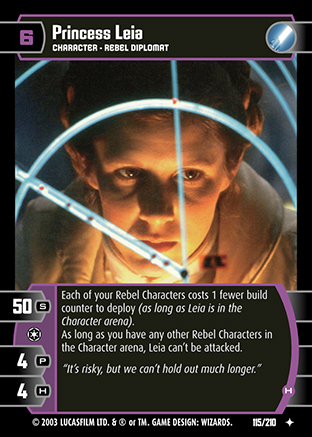 6
Princess Leia
CHARACTER • REBEL DIPLOMAT
50 S
Each of your Rebel Characters costs 1 fewer build
counter to deploy (as long as Leia is in the
Character arena).
As long as you have any other Rebel Characters in
the Character arena, Leia can't be attacked.
4 P
"It's risky, but we can't hold out much longer."
4 H
H
© 2003 LUCASFILM LTD. & ® or TM. GAME DESIGN: WIZARDS. 115/210